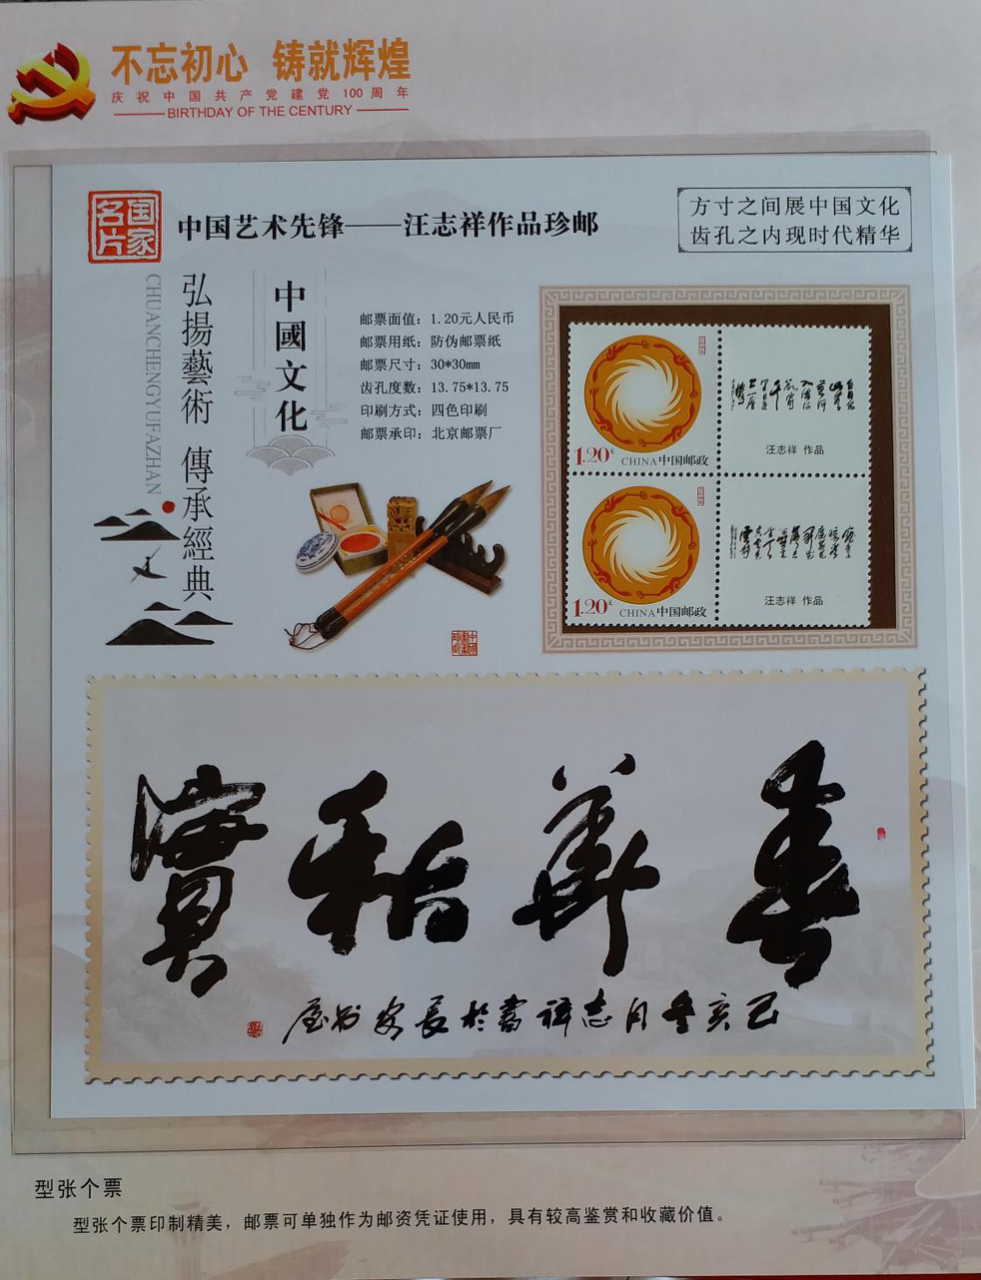 不忘初心 铸就辉煌
庆祝中国共产党建党100周年
BIRTHDAY OF THE CENTURY
国家名片
中国艺术先锋——汪志祥作品珍邮
方寸之间展中国文化
齿孔之内现时代精华
CHUANCHENGYUFAZHAN
弘揚藝術 傳承經典
中國文化
邮票面值：1.20元人民币
邮票用纸：防伪邮票纸
邮票尺寸：30*30mm
齿孔度数：13.75*13.75
印刷方式：四色印刷
邮票承印：北京邮票厂
1.20元 CHINA中国邮政
汪志祥 作品
1.20元 CHINA中国邮政
汪志祥 作品
春華秋實
己亥冬月志祥書於長安
型张个票
型张个票印制精美，邮票可单独作为邮资凭证使用，具有较高鉴赏和收藏价值。